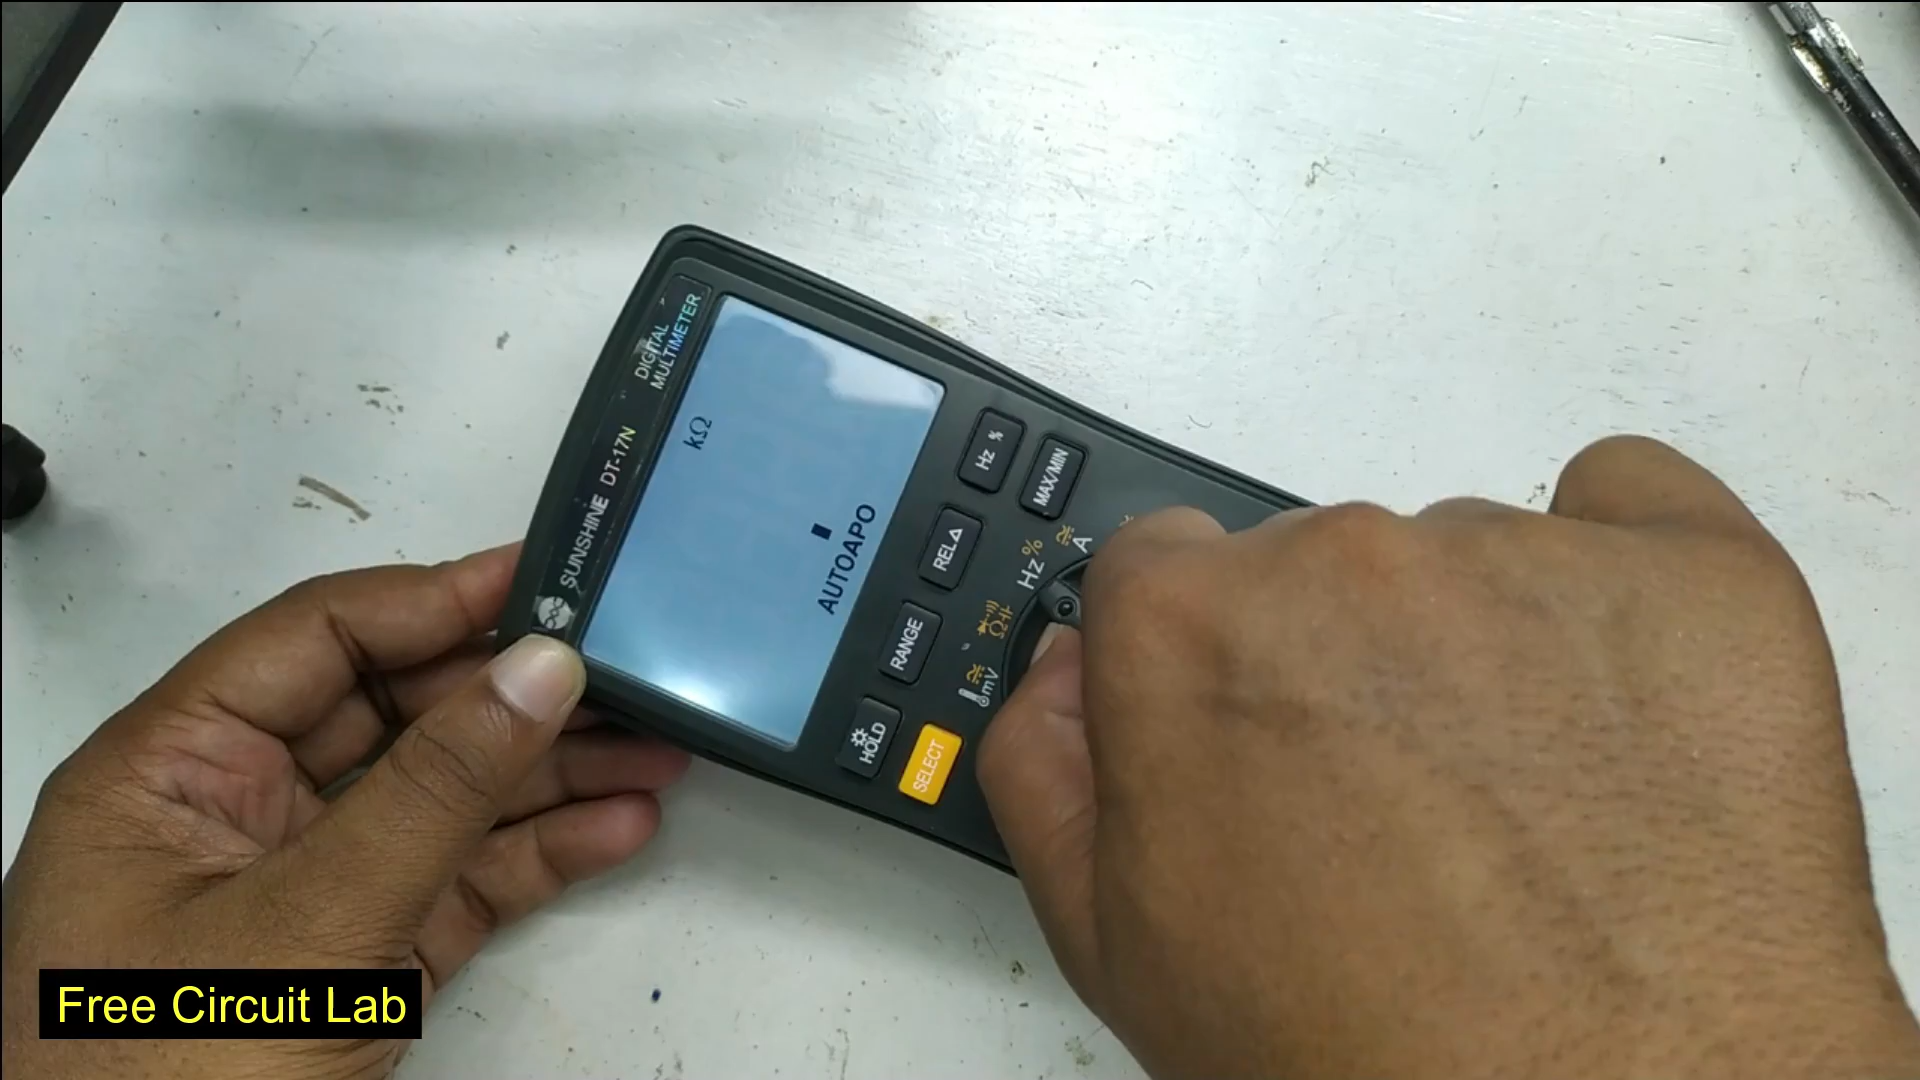 SUNSHINE DT-17N
DIGITAL
MULTIMETER
kΩ
AUTOAPO
HOLD
RANGE
REL△
Hz %
SELECT
MAX/MIN
mV
Ω
Hz%
A
Free Circuit Lab